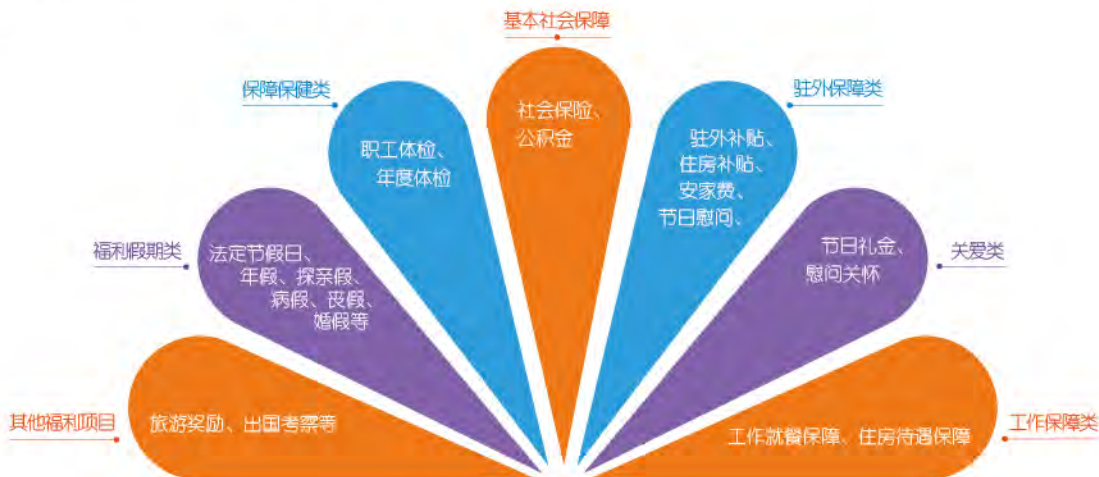 基本社会保障
社会保险、
公积金
保障保健类
职工体检、
年度体检
驻外保障类
驻外补贴、
住房补贴、
安家费、
节日慰问、
福利假期类
法定节假日、
年假、探亲假、
病假、丧假、
婚假等
关爱类
节日礼金、
慰问关怀
其他福利项目
旅游奖励、出国考察等
工作保障类
工作就餐保障、住房待遇保障